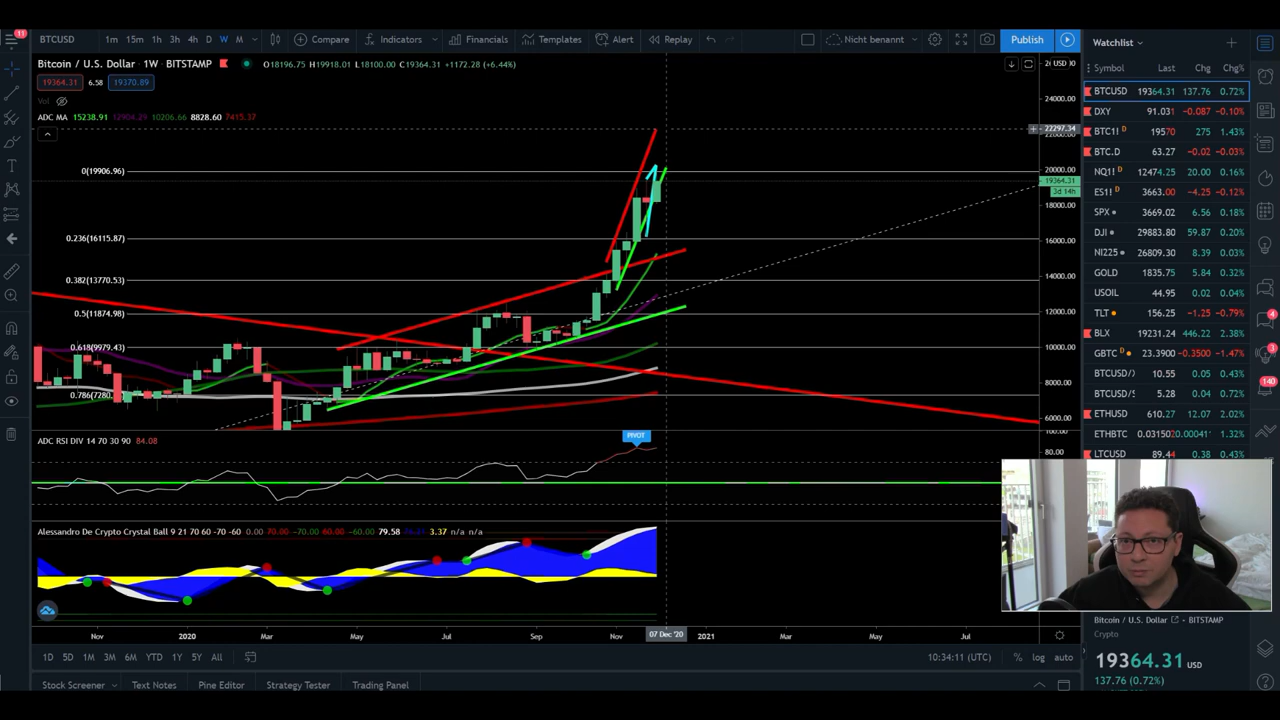 11
BTCUSD 1m 15m 1h 3h 4h D W M Compare Indicators Financials Templates Alert Replay Nicht benannt Publish
Watchlist
Bitcoin / U.S. Dollar · 1W · BITSTAMP O18196.75 H19918.01 L18100.00 C19364.31 +1172.28 (+6.44%)
19364.31 6.58 19370.89
Vol
ADC MA 15238.91 12904.29 10206.66 8828.60 7415.37
0(19906.96)
0.236(16115.87)
0.382(13770.53)
0.5(11874.98)
0.618(9979.43)
24000.00
22297.34
20000.00
19364.31
3d 14h
18000.00
16000.00
14000.00
12000.00
10000.00
8000.00
6000.00
ADC RSI DIV 14 70 30 90 84.08
PIVOT
80.00
Alessandro De Crypto Crystal Ball 9 21 70 60 -70 -60 0.00 70.00 -70.00 60.00 -60.00 79.58 3.37 n/a n/a
Nov 2020 Mar May Jul Sep Nov 07 Dec '20 2021 Mar May Jul
1D 5D 1M 3M 6M YTD 1Y 5Y All 10:34:11 (UTC) % log auto
Stock Screener Text Notes Pine Editor Strategy Tester Trading Panel
Symbol Last Chg Chg%
BTCUSD 19364.31 137.76 0.72%
DXY 91.031 -0.087 -0.10%
BTC1! D 19570 275 1.43%
BTC.D 63.27 -0.02 -0.03%
NQ1! D 12474.25 20.00 0.16%
ES1! D 3663.00 -4.25 -0.12%
SPX 3669.02 6.56 0.18%
DJI 29883.80 59.87 0.20%
NI225 26809.30 8.39 0.03%
GOLD 1835.75 5.84 0.32%
USOIL 44.95 0.02 0.04%
TLT 156.25 -1.25 -0.79%
BLX 19231.24 446.22 2.38%
GBTC D 23.3900 -0.3500 -1.47%
BTCUSD/ 10.55 0.05 0.43%
BTCUSD/ 5.28 0.04 0.72%
ETHUSD 610.27 12.07 2.02%
ETHBTC 0.031502 0.00041 1.32%
LTCUSD 89.44 0.38 0.43%
4
3
140
Bitcoin / U.S. Dollar · BITSTAMP
Crypto
19364.31 USD
137.76 (0.72%)